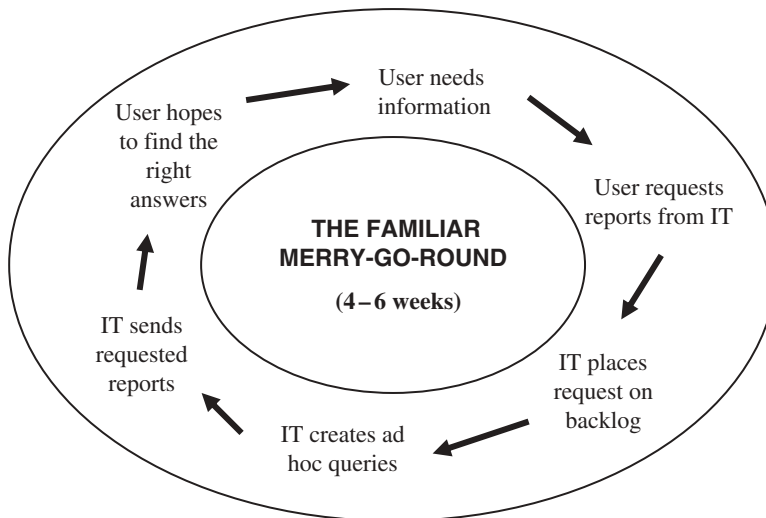 User needs
information
User requests
reports from IT
IT places
request on
backlog
IT creates ad
hoc queries
IT sends
requested
reports
User hopes
to find the
right
answers
THE FAMILIAR
MERRY-GO-ROUND
(4–6 weeks)